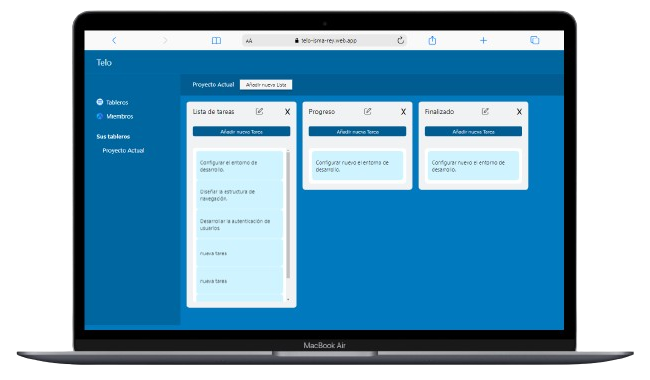 AA
telo-isma-rey.web.app
Telo
Proyecto Actual
Añadir nueva Lista
Tableros
Miembros
Sus tableros
Proyecto Actual
Lista de tareas
X
Añadir nueva Tarea
Configurar el entorno de
desarrollo.
Diseñar la estructura de
navegación.
Desarrollar la autenticación de
usuarios
nueva tarea
nueva tarea
Progreso
X
Añadir nueva Tarea
Configurar nuevo el entorno de
desarrollo.
Finalizado
X
Añadir nueva Tarea
Configurar nuevo el entorno de
desarrollo.
MacBook Air